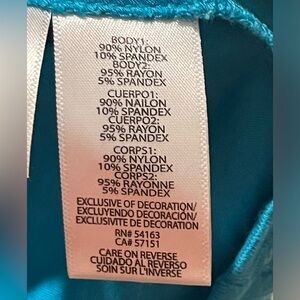 BODY1:
90% NYLON
10% SPANDEX
BODY2:
95% RAYON
5% SPANDEX
CUERPO1:
90% NAILON
10% SPANDEX
CUERPO2:
95% RAYON
5% SPANDEX
CORPS1:
90% NYLON
10% SPANDEX
CORPS2:
95% RAYONNE
5% SPANDEX
EXCLUSIVE OF DECORATION/
EXCLUYENDO DECORACIÓN/
EXCLUSIVITE DE DECORATION
RN# 54163
CA# 57151
CARE ON REVERSE
CUIDADO AL REVERSO
SOIN SUR L'INVERSE